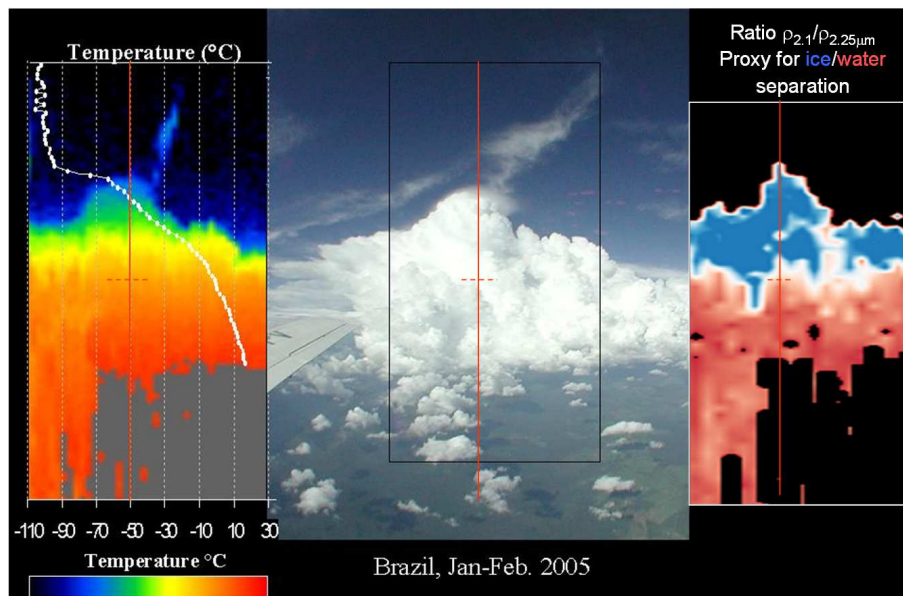 Temperature (°C)
-110 -90 -70 -50 -30 -10 10 30
Temperature °C
Brazil, Jan-Feb. 2005
Ratio ρ2.1/ρ2.25μm
Proxy for ice/water
separation